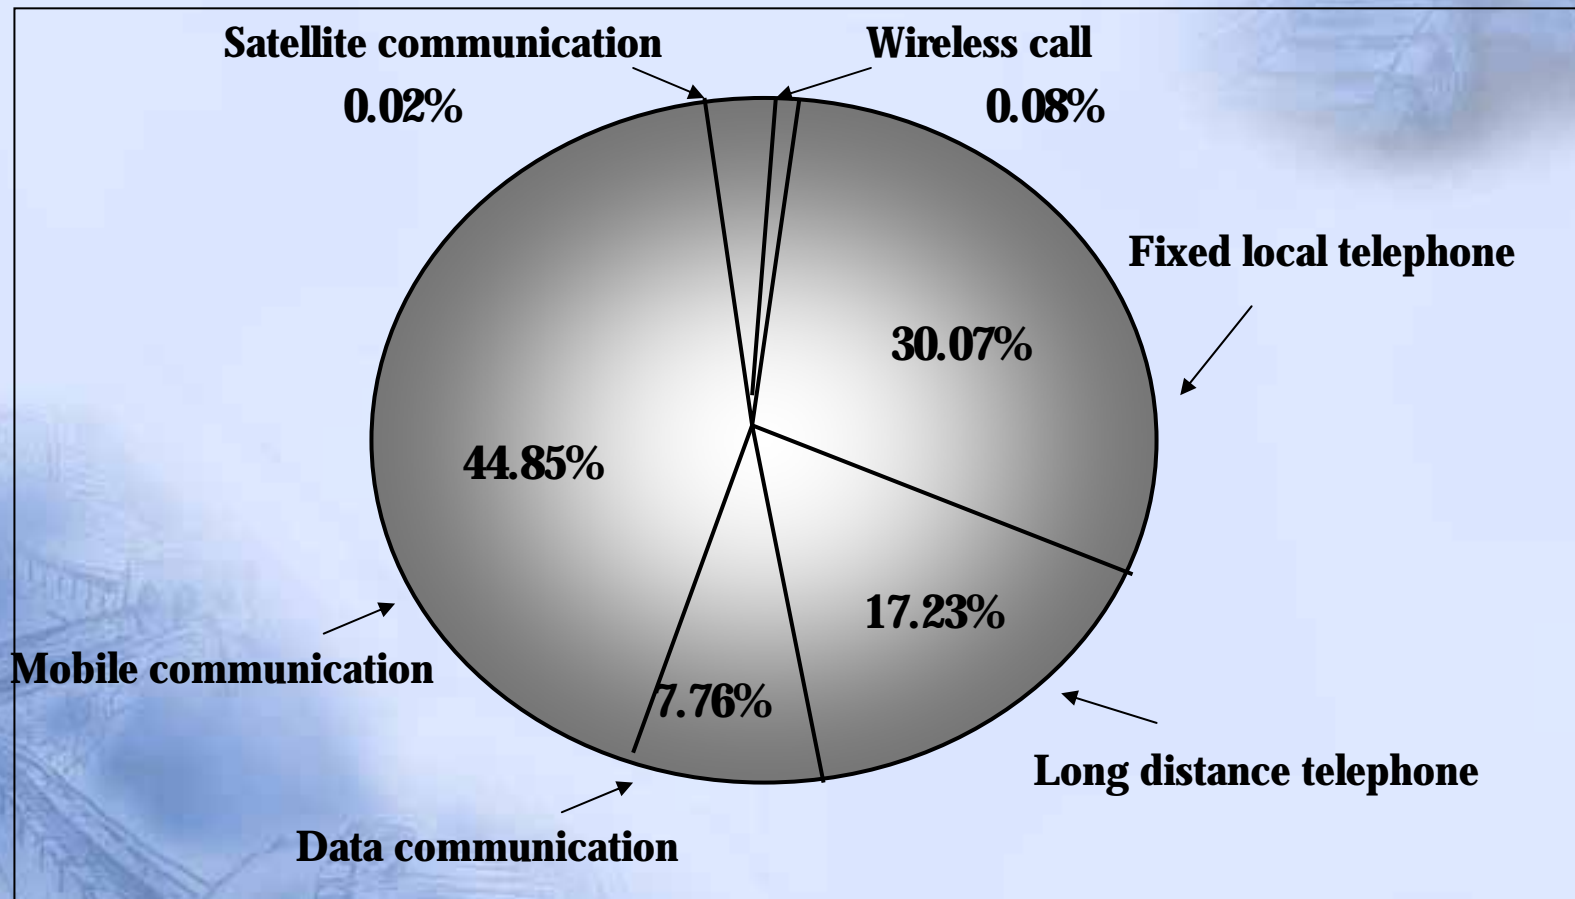 Satellite communication
0.02%
Wireless call
0.08%
Fixed local telephone
30.07%
44.85%
17.23%
Mobile communication
7.76%
Long distance telephone
Data communication